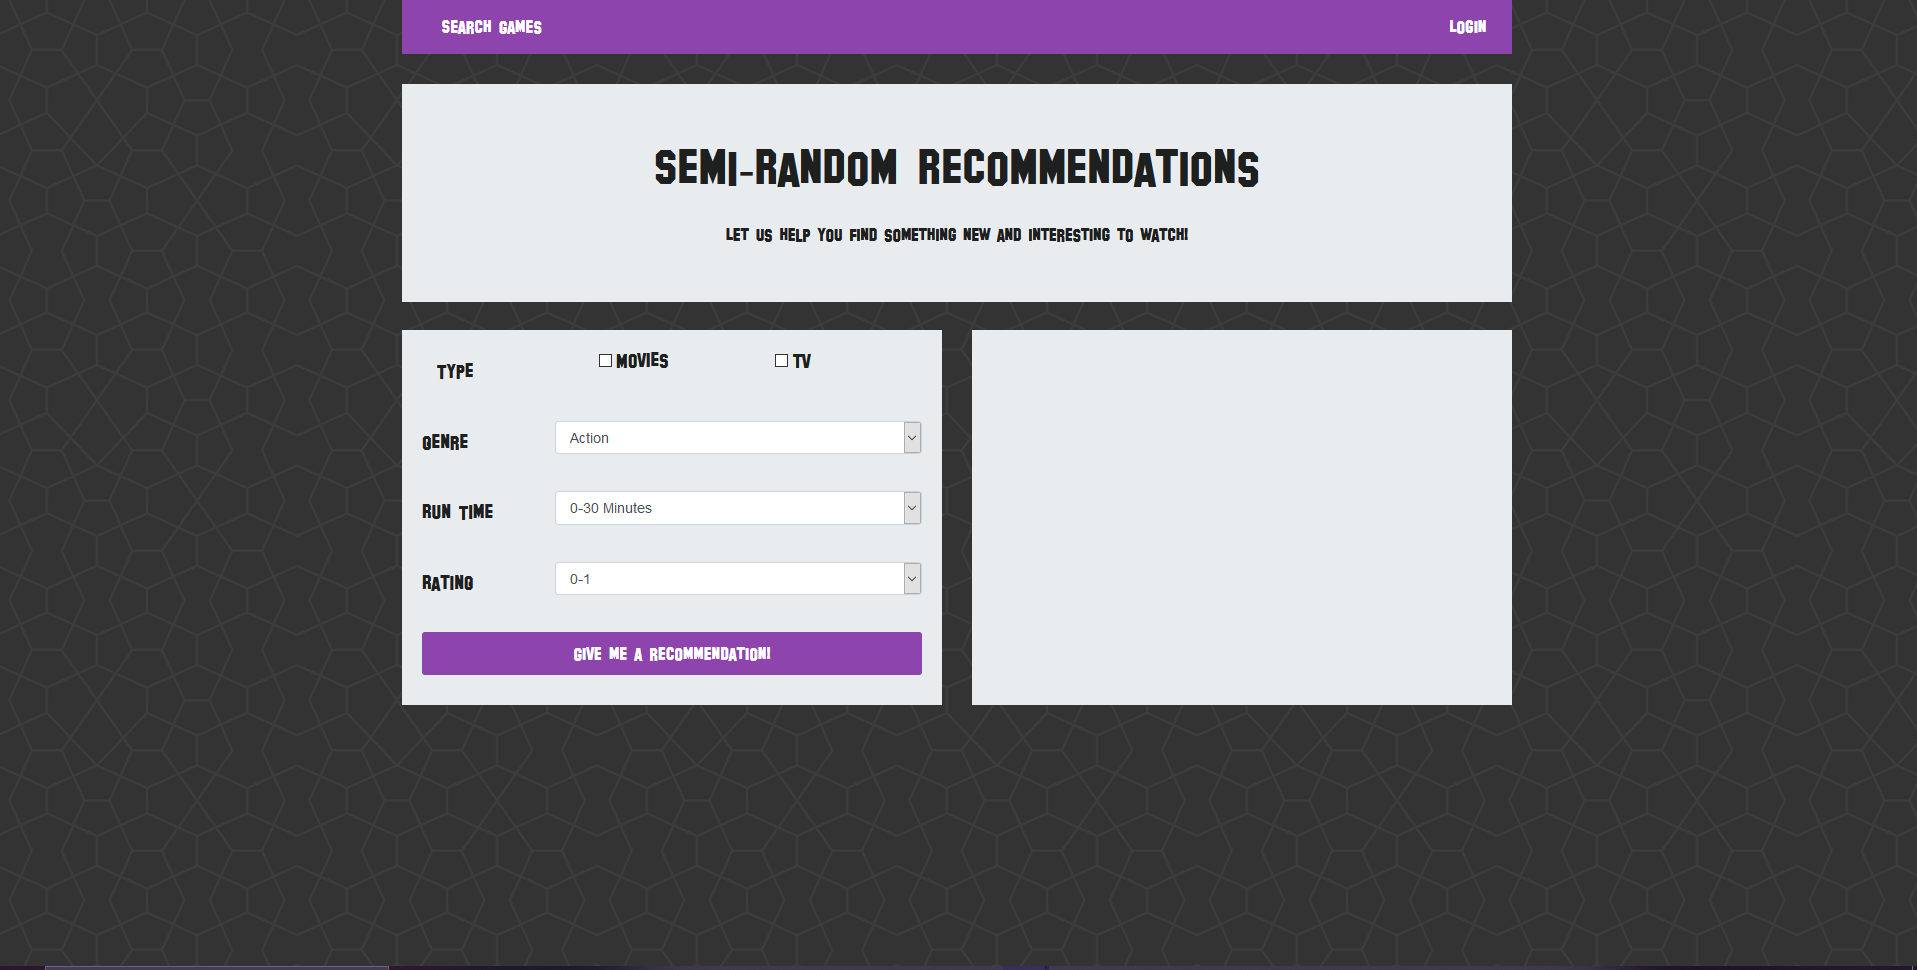 SEARCH GAMES
LOGIN
SEMI-RANDOM RECOMMENDATIONS
LET US HELP YOU FIND SOMETHING NEW AND INTERESTING TO WATCH!
TYPE
MOVIES
TV
GENRE
Action
RUN TIME
0-30 Minutes
RATING
0-1
GIVE ME A RECOMMENDATION!